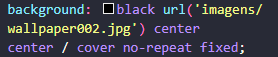 background: black url('imagens/
wallpaper002.jpg') center
center / cover no-repeat fixed;